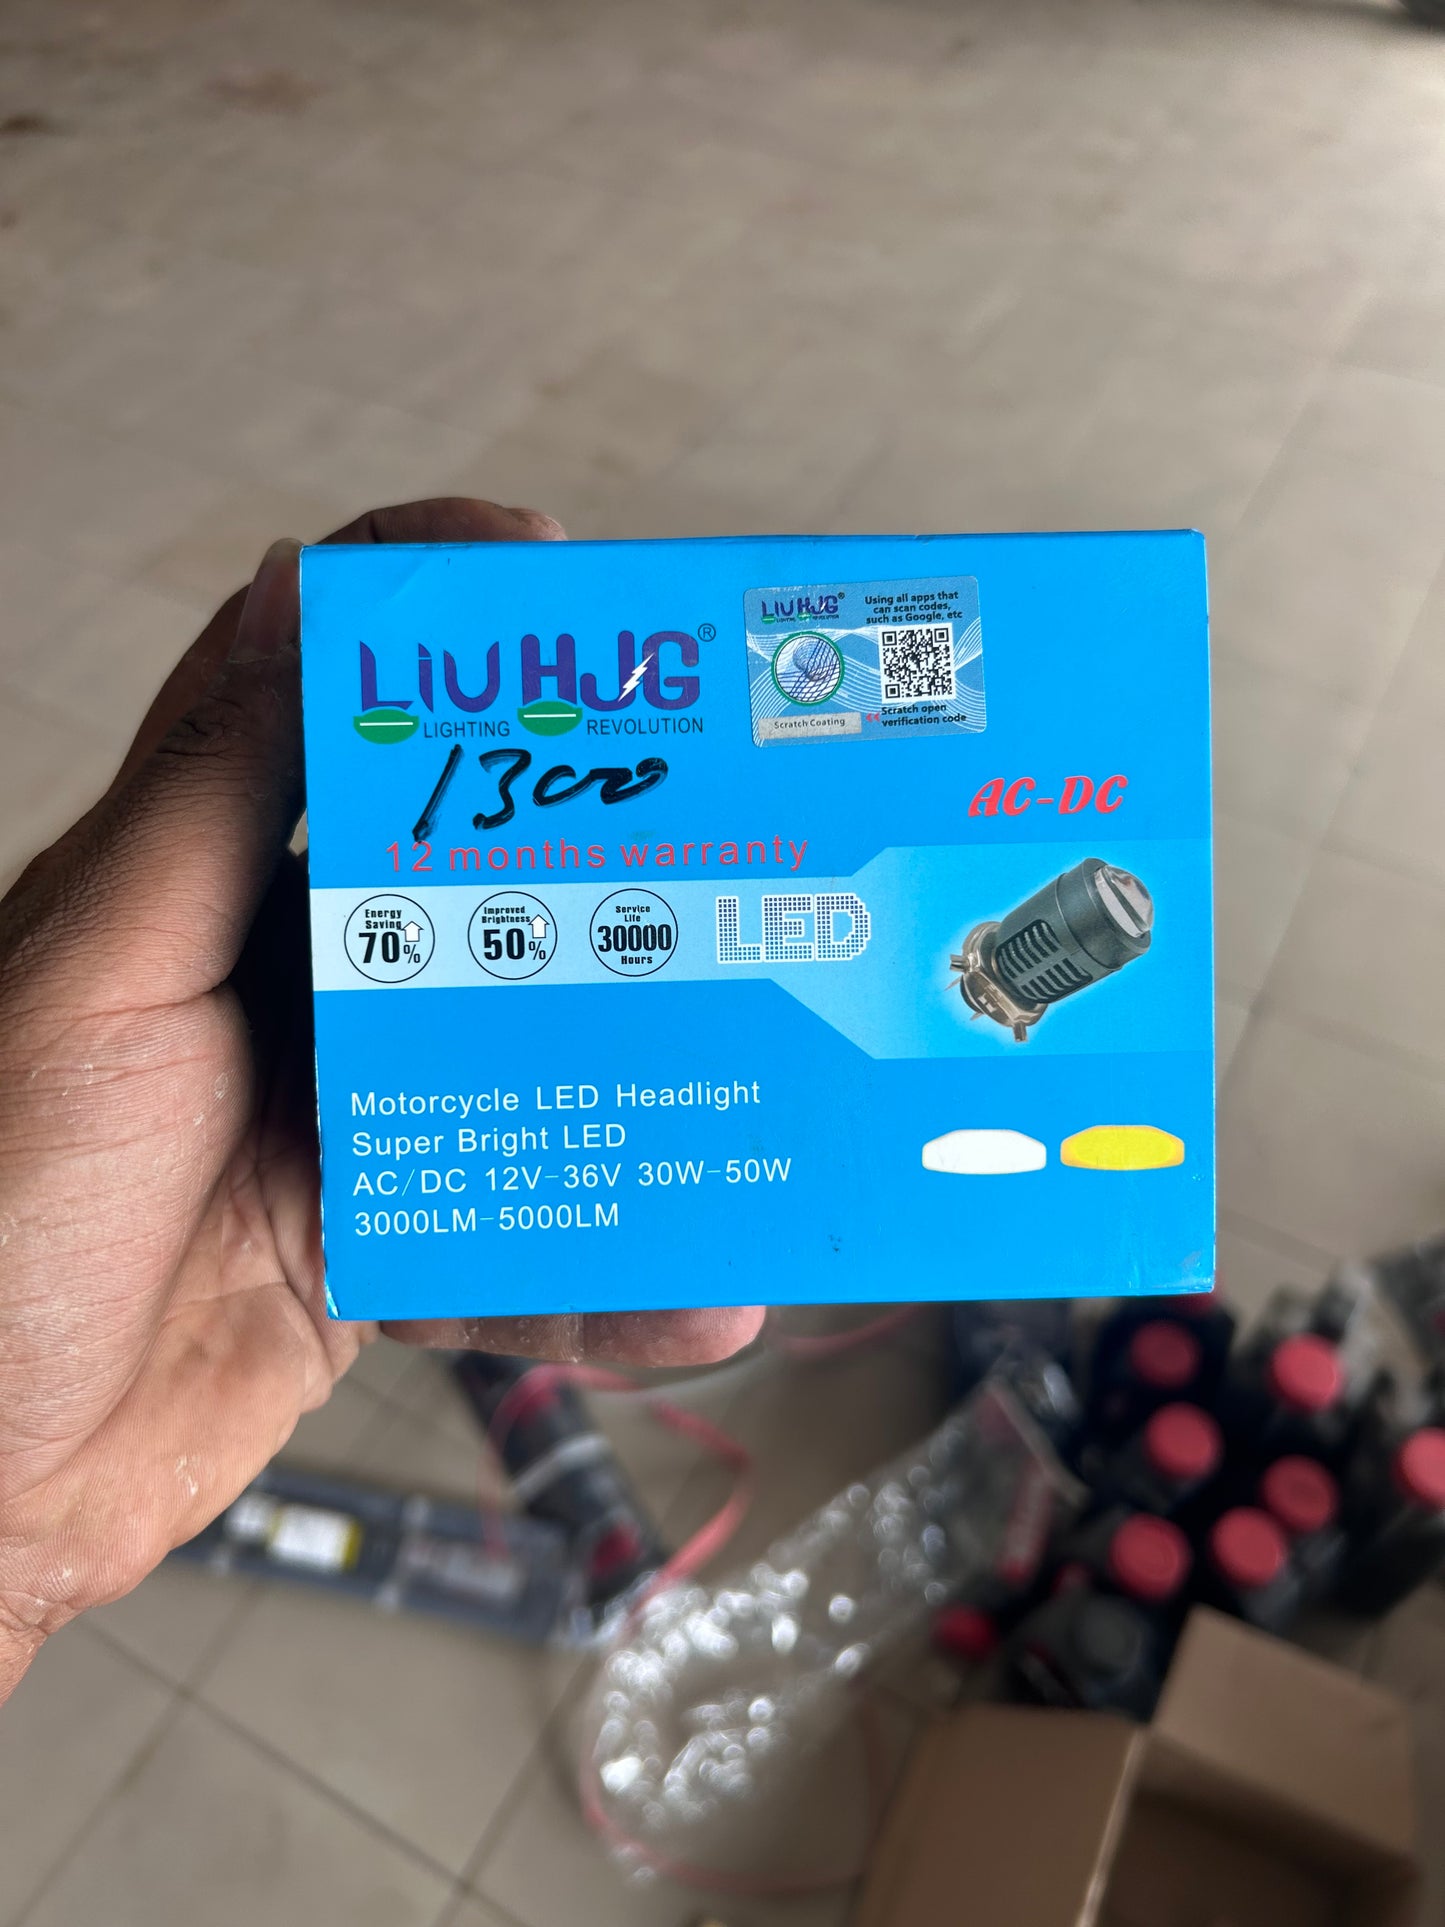 LIU HJG®
LIGHTING REVOLUTION
LIU HJG®
LIGHTING REVOLUTION
Using all apps that
can scan codes,
such as Google, etc
Scratch Coating
<< Scratch open
verification code
1300
AC-DC
12 months warranty
Energy
Saving
70%
Improved
Brightness
50%
Service
Life
30000
Hours
LED
Motorcycle LED Headlight
Super Bright LED
AC/DC 12V-36V 30W-50W
3000LM-5000LM